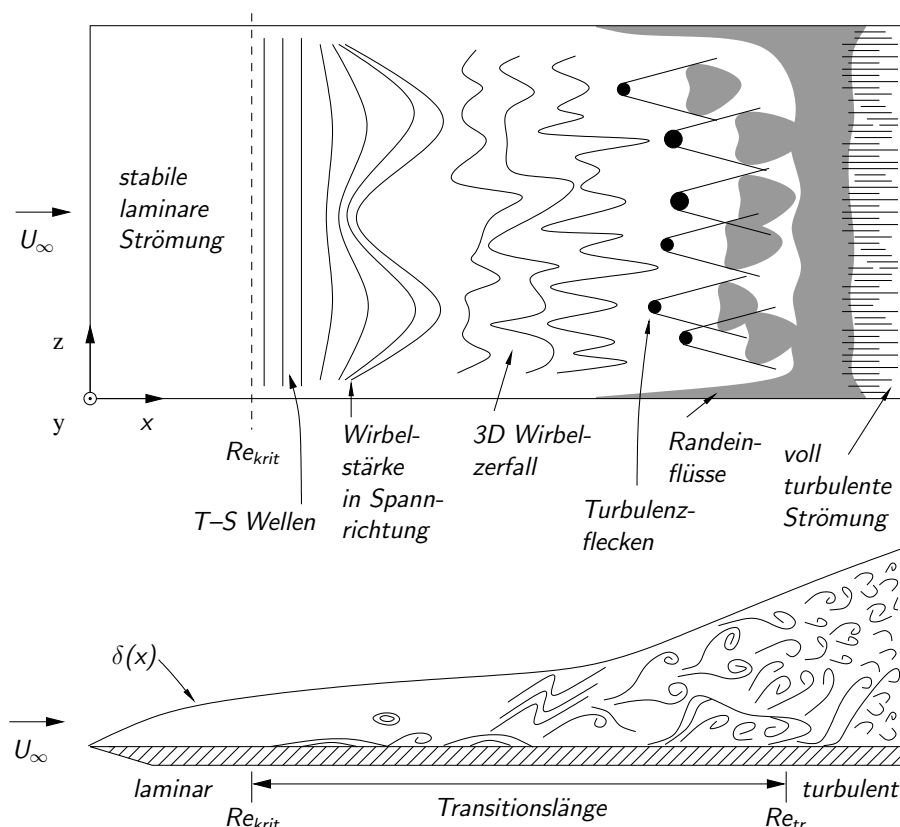 stabile
laminare
Strömung
U∞
z
y
x
Re_krit
T–S Wellen
Wirbel-
stärke
in Spann-
richtung
3D Wirbel-
zerfall
Turbulenz-
flecken
Randein-
flüsse
voll
turbulente
Strömung
δ(x)
U∞
laminar
Re_krit
Transitionslänge
Re_tr
turbulent